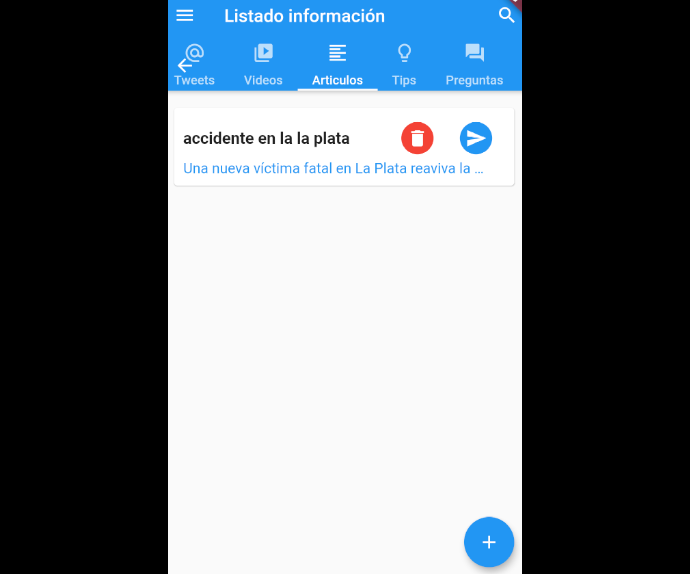 Listado información
Tweets Videos Articulos Tips Preguntas
accidente en la la plata
Una nueva víctima fatal en La Plata reaviva la ...